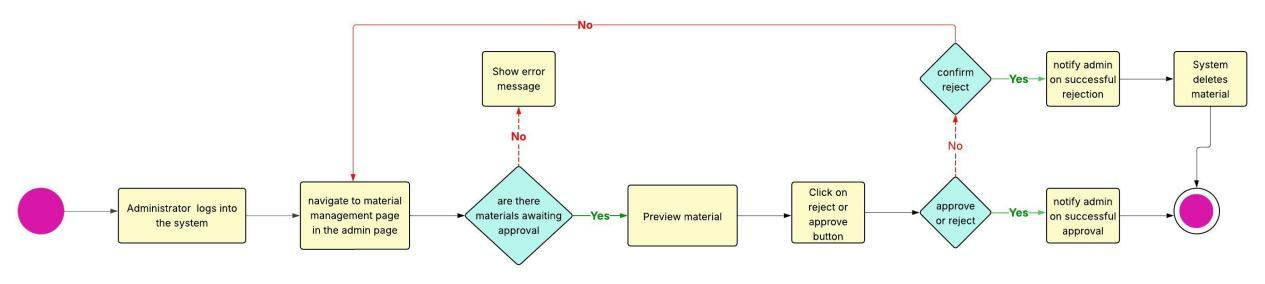 No
Show error
message
confirm
reject
Yes
notify admin
on successful
rejection
System
deletes
material
No
No
Administrator  logs into
the system
navigate to material
management page
in the admin page
are there
materials awaiting
approval
Yes
Preview material
Click on
reject or
approve
button
approve
or reject
Yes
notify admin
on successful
approval